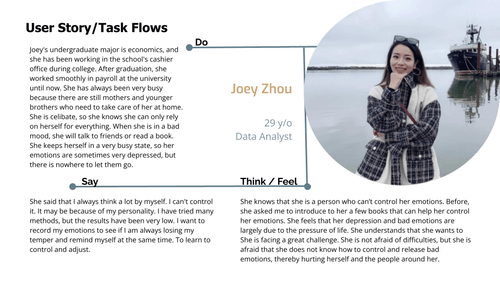 User Story/Task Flows
Do
Joey's undergraduate major is economics, and
she has been working in the school's cashier
office during college. After graduation, she
worked smoothly in payroll at the university
until now. She has always been very busy
because there are still mothers and younger
brothers who need to take care of her at home.
She is celibate, so she knows she can only rely
on herself for everything. When she is in a bad
mood, she will talk to friends or read a book.
She keeps herself in a very busy state, so her
emotions are sometimes very depressed, but
there is nowhere to let them go.
Joey Zhou
29 y/o
Data Analyst
Say
She said that I always think a lot by myself. I can't control
it. It may be because of my personality. I have tried many
methods, but the results have been very low. I want to
record my emotions to see if I am always losing my
temper and remind myself at the same time. To learn to
control and adjust.
Think / Feel
She knows that she is a person who can't control her emotions. Before,
she asked me to introduce to her a few books that can help her control
her emotions. She feels that her depression and bad emotions are
largely due to the pressure of life. She understands that she wants to
She is facing a great challenge. She is not afraid of difficulties, but she is
afraid that she does not know how to control and release bad
emotions, thereby hurting herself and the people around her.